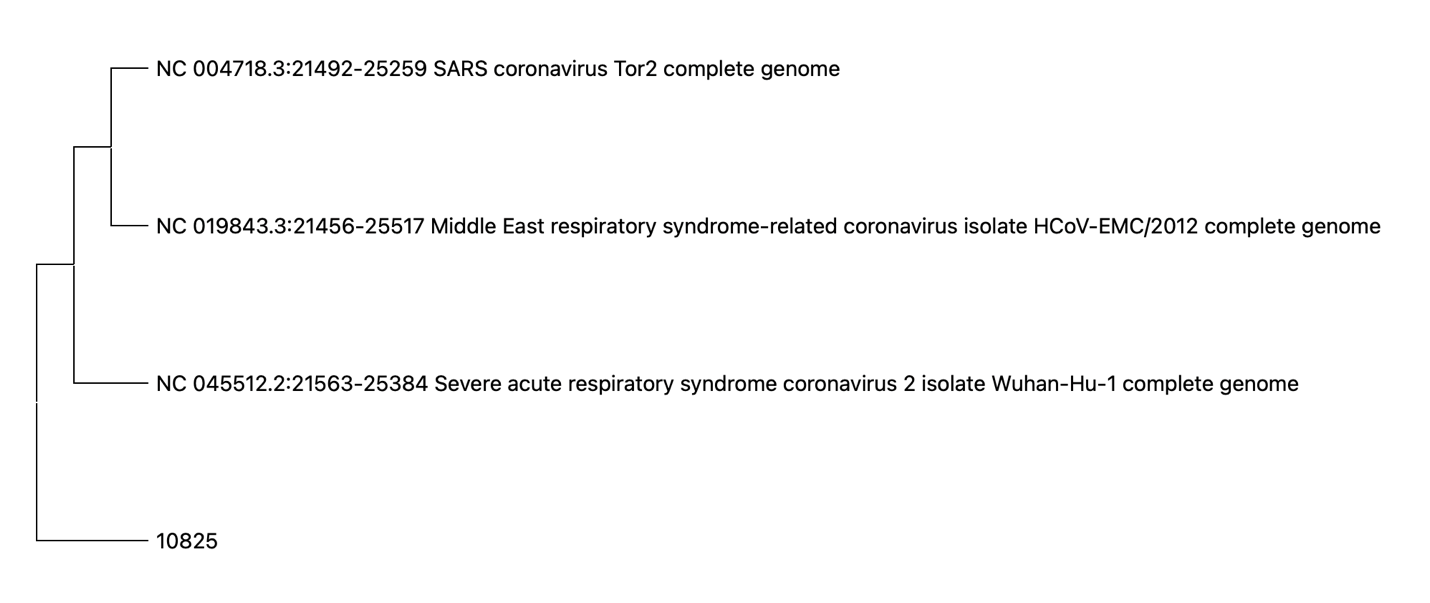 NC 004718.3:21492-25259 SARS coronavirus Tor2 complete genome
NC 019843.3:21456-25517 Middle East respiratory syndrome-related coronavirus isolate HCoV-EMC/2012 complete genome
NC 045512.2:21563-25384 Severe acute respiratory syndrome coronavirus 2 isolate Wuhan-Hu-1 complete genome
10825